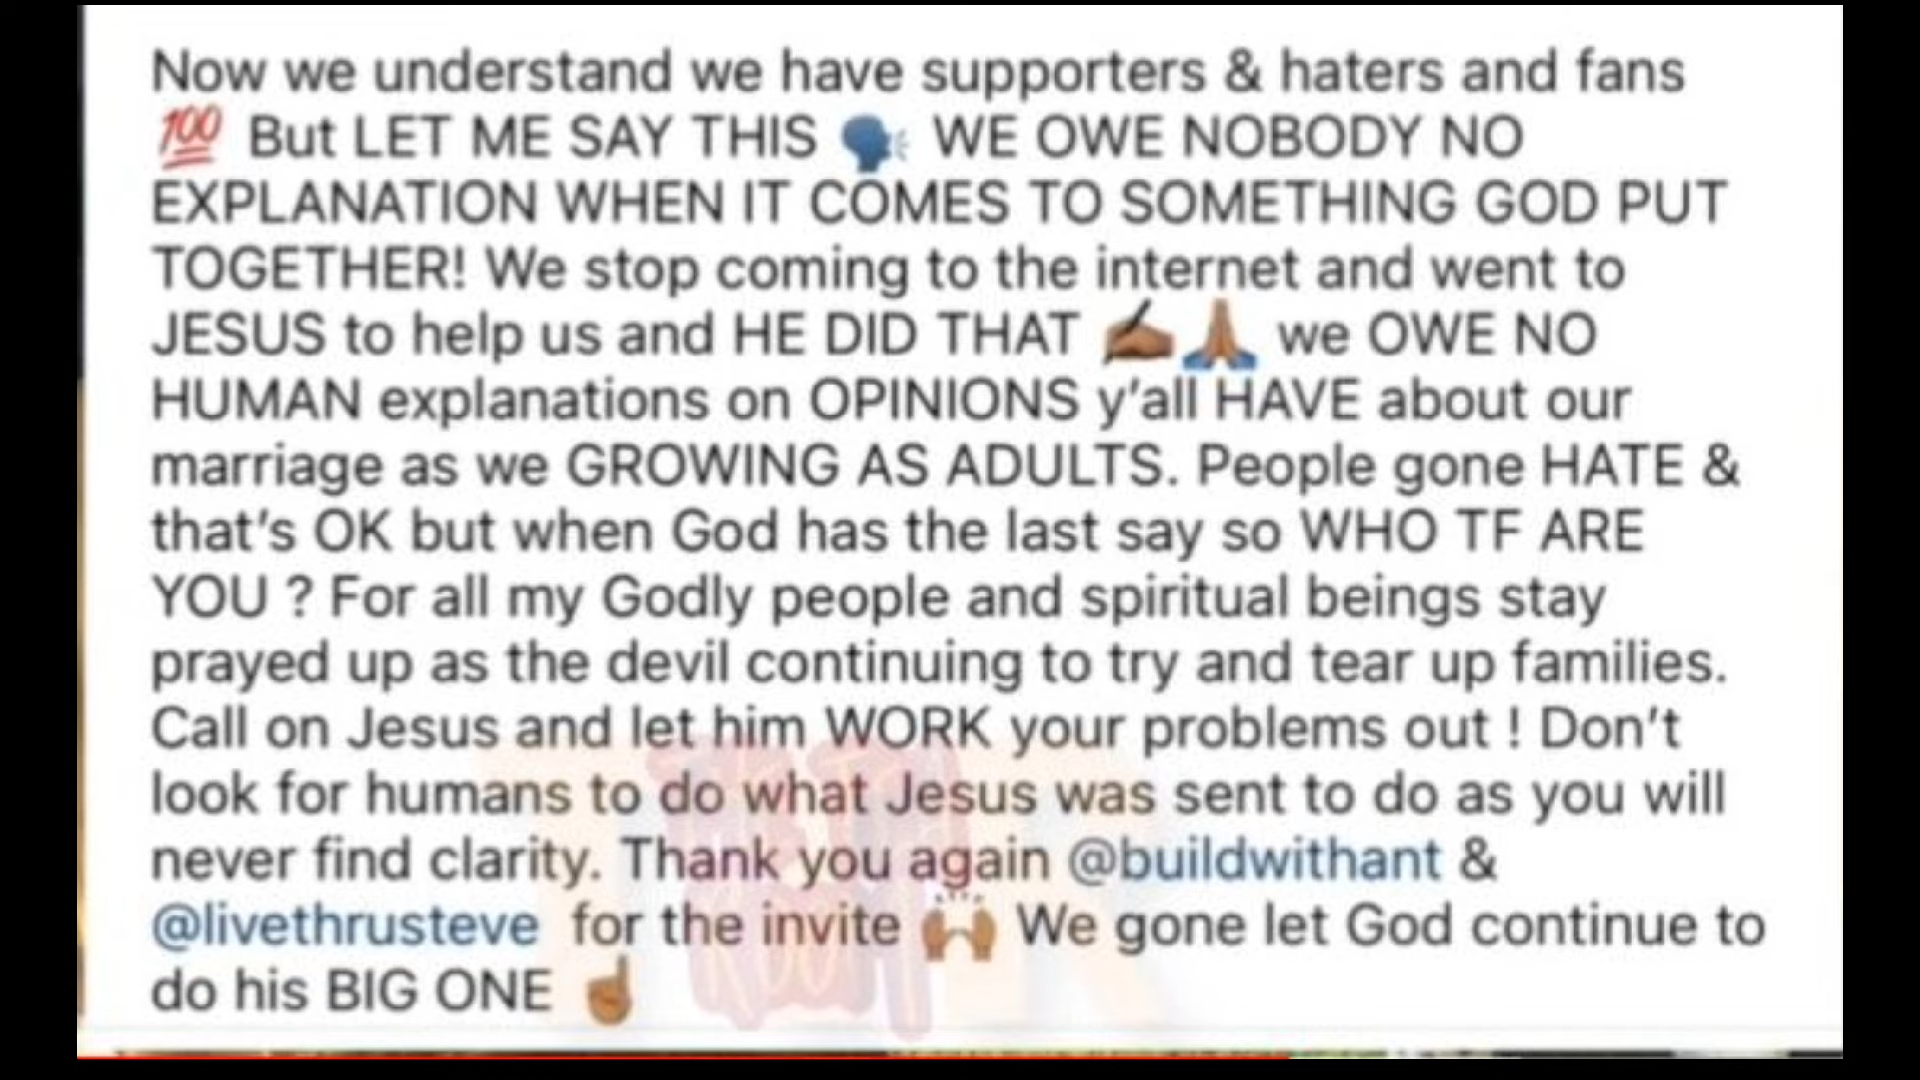 Now we understand we have supporters & haters and fans
💯 But LET ME SAY THIS 🗣️ WE OWE NOBODY NO
EXPLANATION WHEN IT COMES TO SOMETHING GOD PUT
TOGETHER! We stop coming to the internet and went to
JESUS to help us and HE DID THAT ✍🏾🙏🏾 we OWE NO
HUMAN explanations on OPINIONS y’all HAVE about our
marriage as we GROWING AS ADULTS. People gone HATE &
that’s OK but when God has the last say so WHO TF ARE
YOU ? For all my Godly people and spiritual beings stay
prayed up as the devil continuing to try and tear up families.
Call on Jesus and let him WORK your problems out ! Don’t
look for humans to do what Jesus was sent to do as you will
never find clarity. Thank you again @buildwithant &
@livethrusteve for the invite 🙌🏾 We gone let God continue to
do his BIG ONE ☝🏾